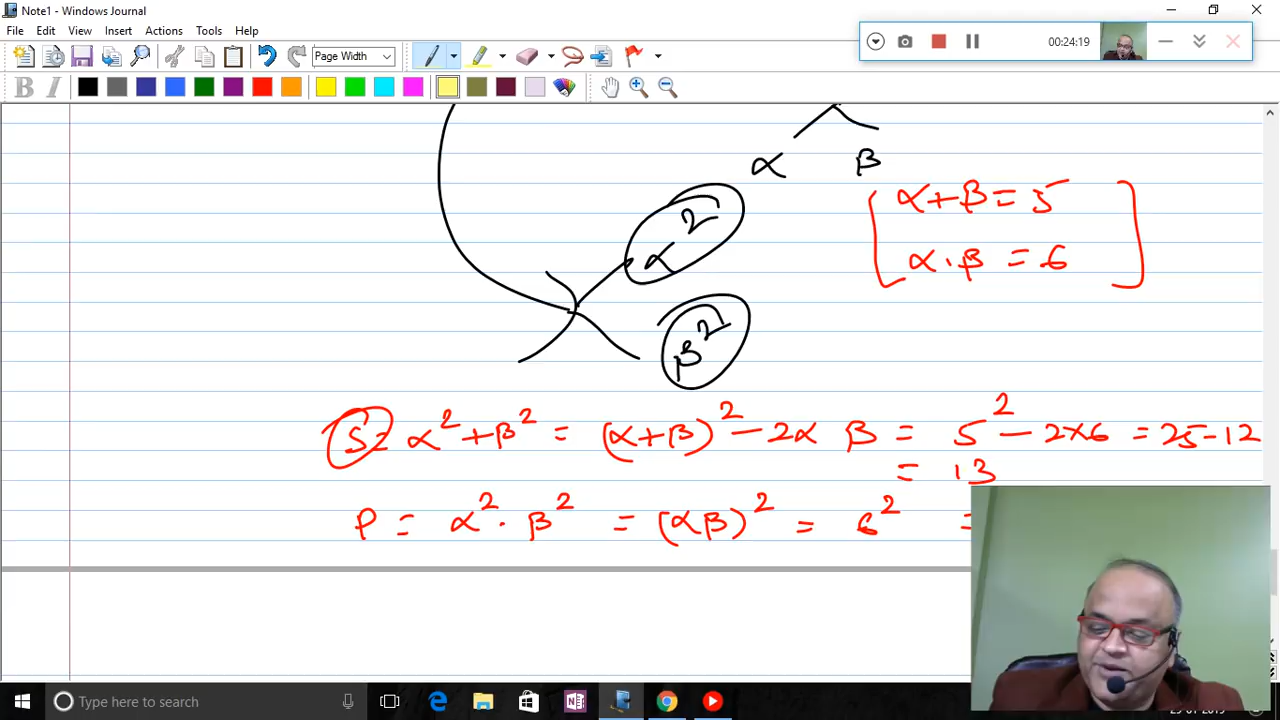 Note1 - Windows Journal
File Edit View Insert Actions Tools Help
00:24:19
Page Width
B I
α β
α+β = 5
α.β = 6
α²
β²
S = α²+β² = (α+β)² - 2α β = 5² - 2×6 = 25-12
= 13
P = α² · β² = (αβ)² = 6² =
Type here to search